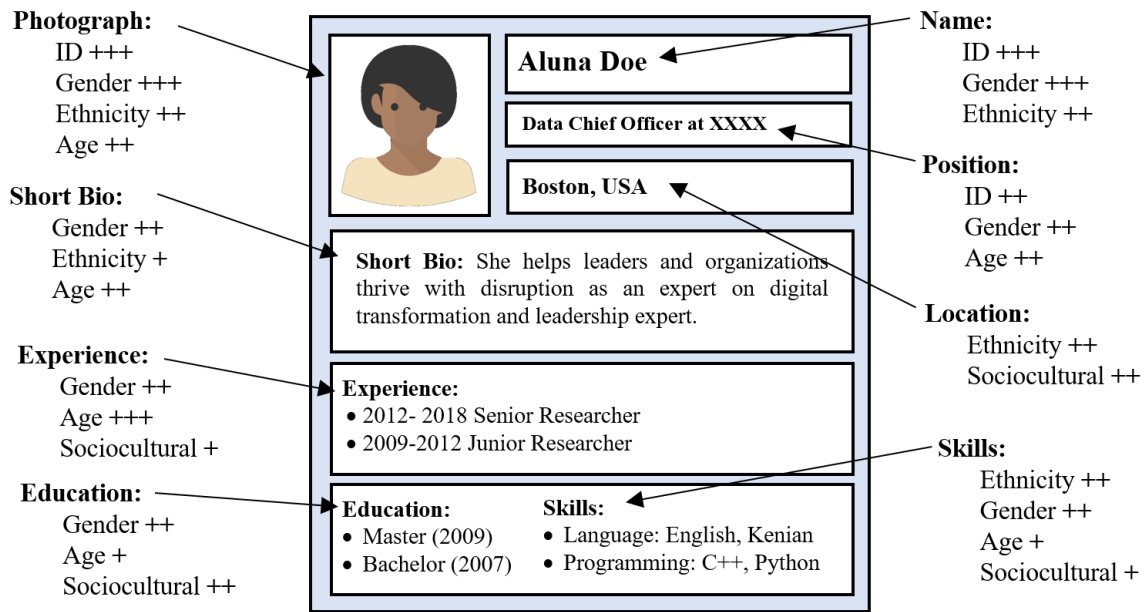 Photograph:
ID +++
Gender +++
Ethnicity ++
Age ++
Short Bio:
Gender ++
Ethnicity +
Age ++
Experience:
Gender ++
Age +++
Sociocultural +
Education:
Gender ++
Age +
Sociocultural ++
Aluna Doe
Data Chief Officer at XXXX
Boston, USA
Short Bio: She helps leaders and organizations
thrive with disruption as an expert on digital
transformation and leadership expert.
Experience:
• 2012- 2018 Senior Researcher
• 2009-2012 Junior Researcher
Education:
• Master (2009)
• Bachelor (2007)
Skills:
• Language: English, Kenian
• Programming: C++, Python
Name:
ID +++
Gender +++
Ethnicity ++
Position:
ID ++
Gender ++
Age ++
Location:
Ethnicity ++
Sociocultural ++
Skills:
Ethnicity ++
Gender ++
Age +
Sociocultural +